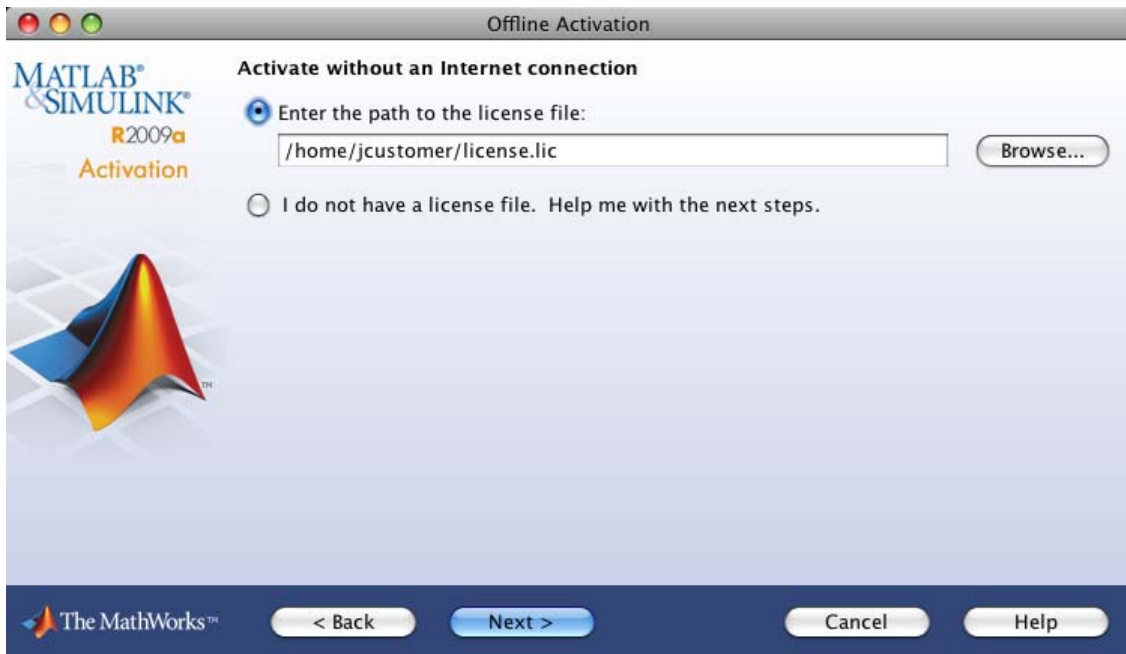 Offline Activation
MATLAB®
&SIMULINK®
R2009a
Activation
Activate without an Internet connection
Enter the path to the license file:
/home/jcustomer/license.lic
Browse...
I do not have a license file. Help me with the next steps.
TM
The MathWorks™
< Back
Next >
Cancel
Help